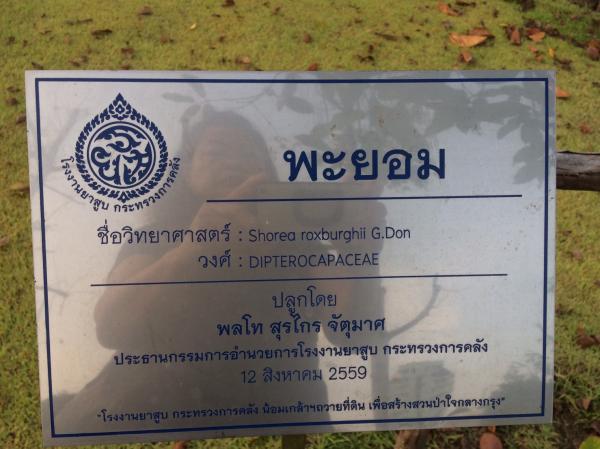 โรงงานยาสูบ กระทรวงการคลัง
พะยอม
ชื่อวิทยาศาสตร์ : Shorea roxburghii G.Don
วงศ์ : DIPTEROCAPACEAE
ปลูกโดย
พลโท สุรไกร จัตุมาศ
ประธานกรรมการอำนวยการโรงงานยาสูบ กระทรวงการคลัง
12 สิงหาคม 2559
"โรงงานยาสูบ กระทรวงการคลัง น้อมเกล้าฯถวายที่ดิน เพื่อสร้างสวนป่าใจกลางกรุง"